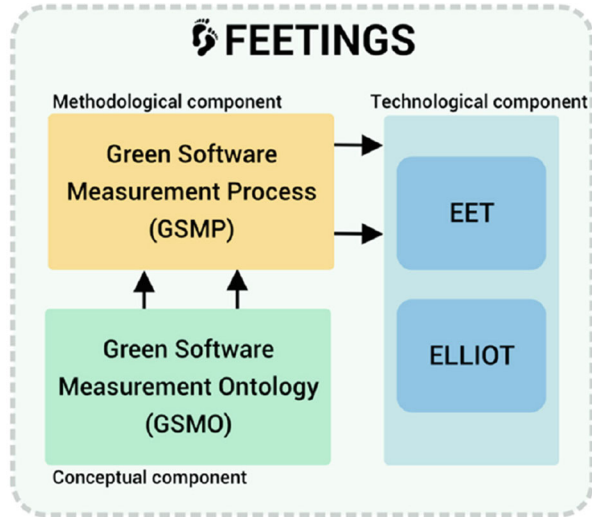 FEETINGS
Methodological component
Green Software
Measurement Process
(GSMP)
Technological component
EET
ELLIOT
Green Software
Measurement Ontology
(GSMO)
Conceptual component